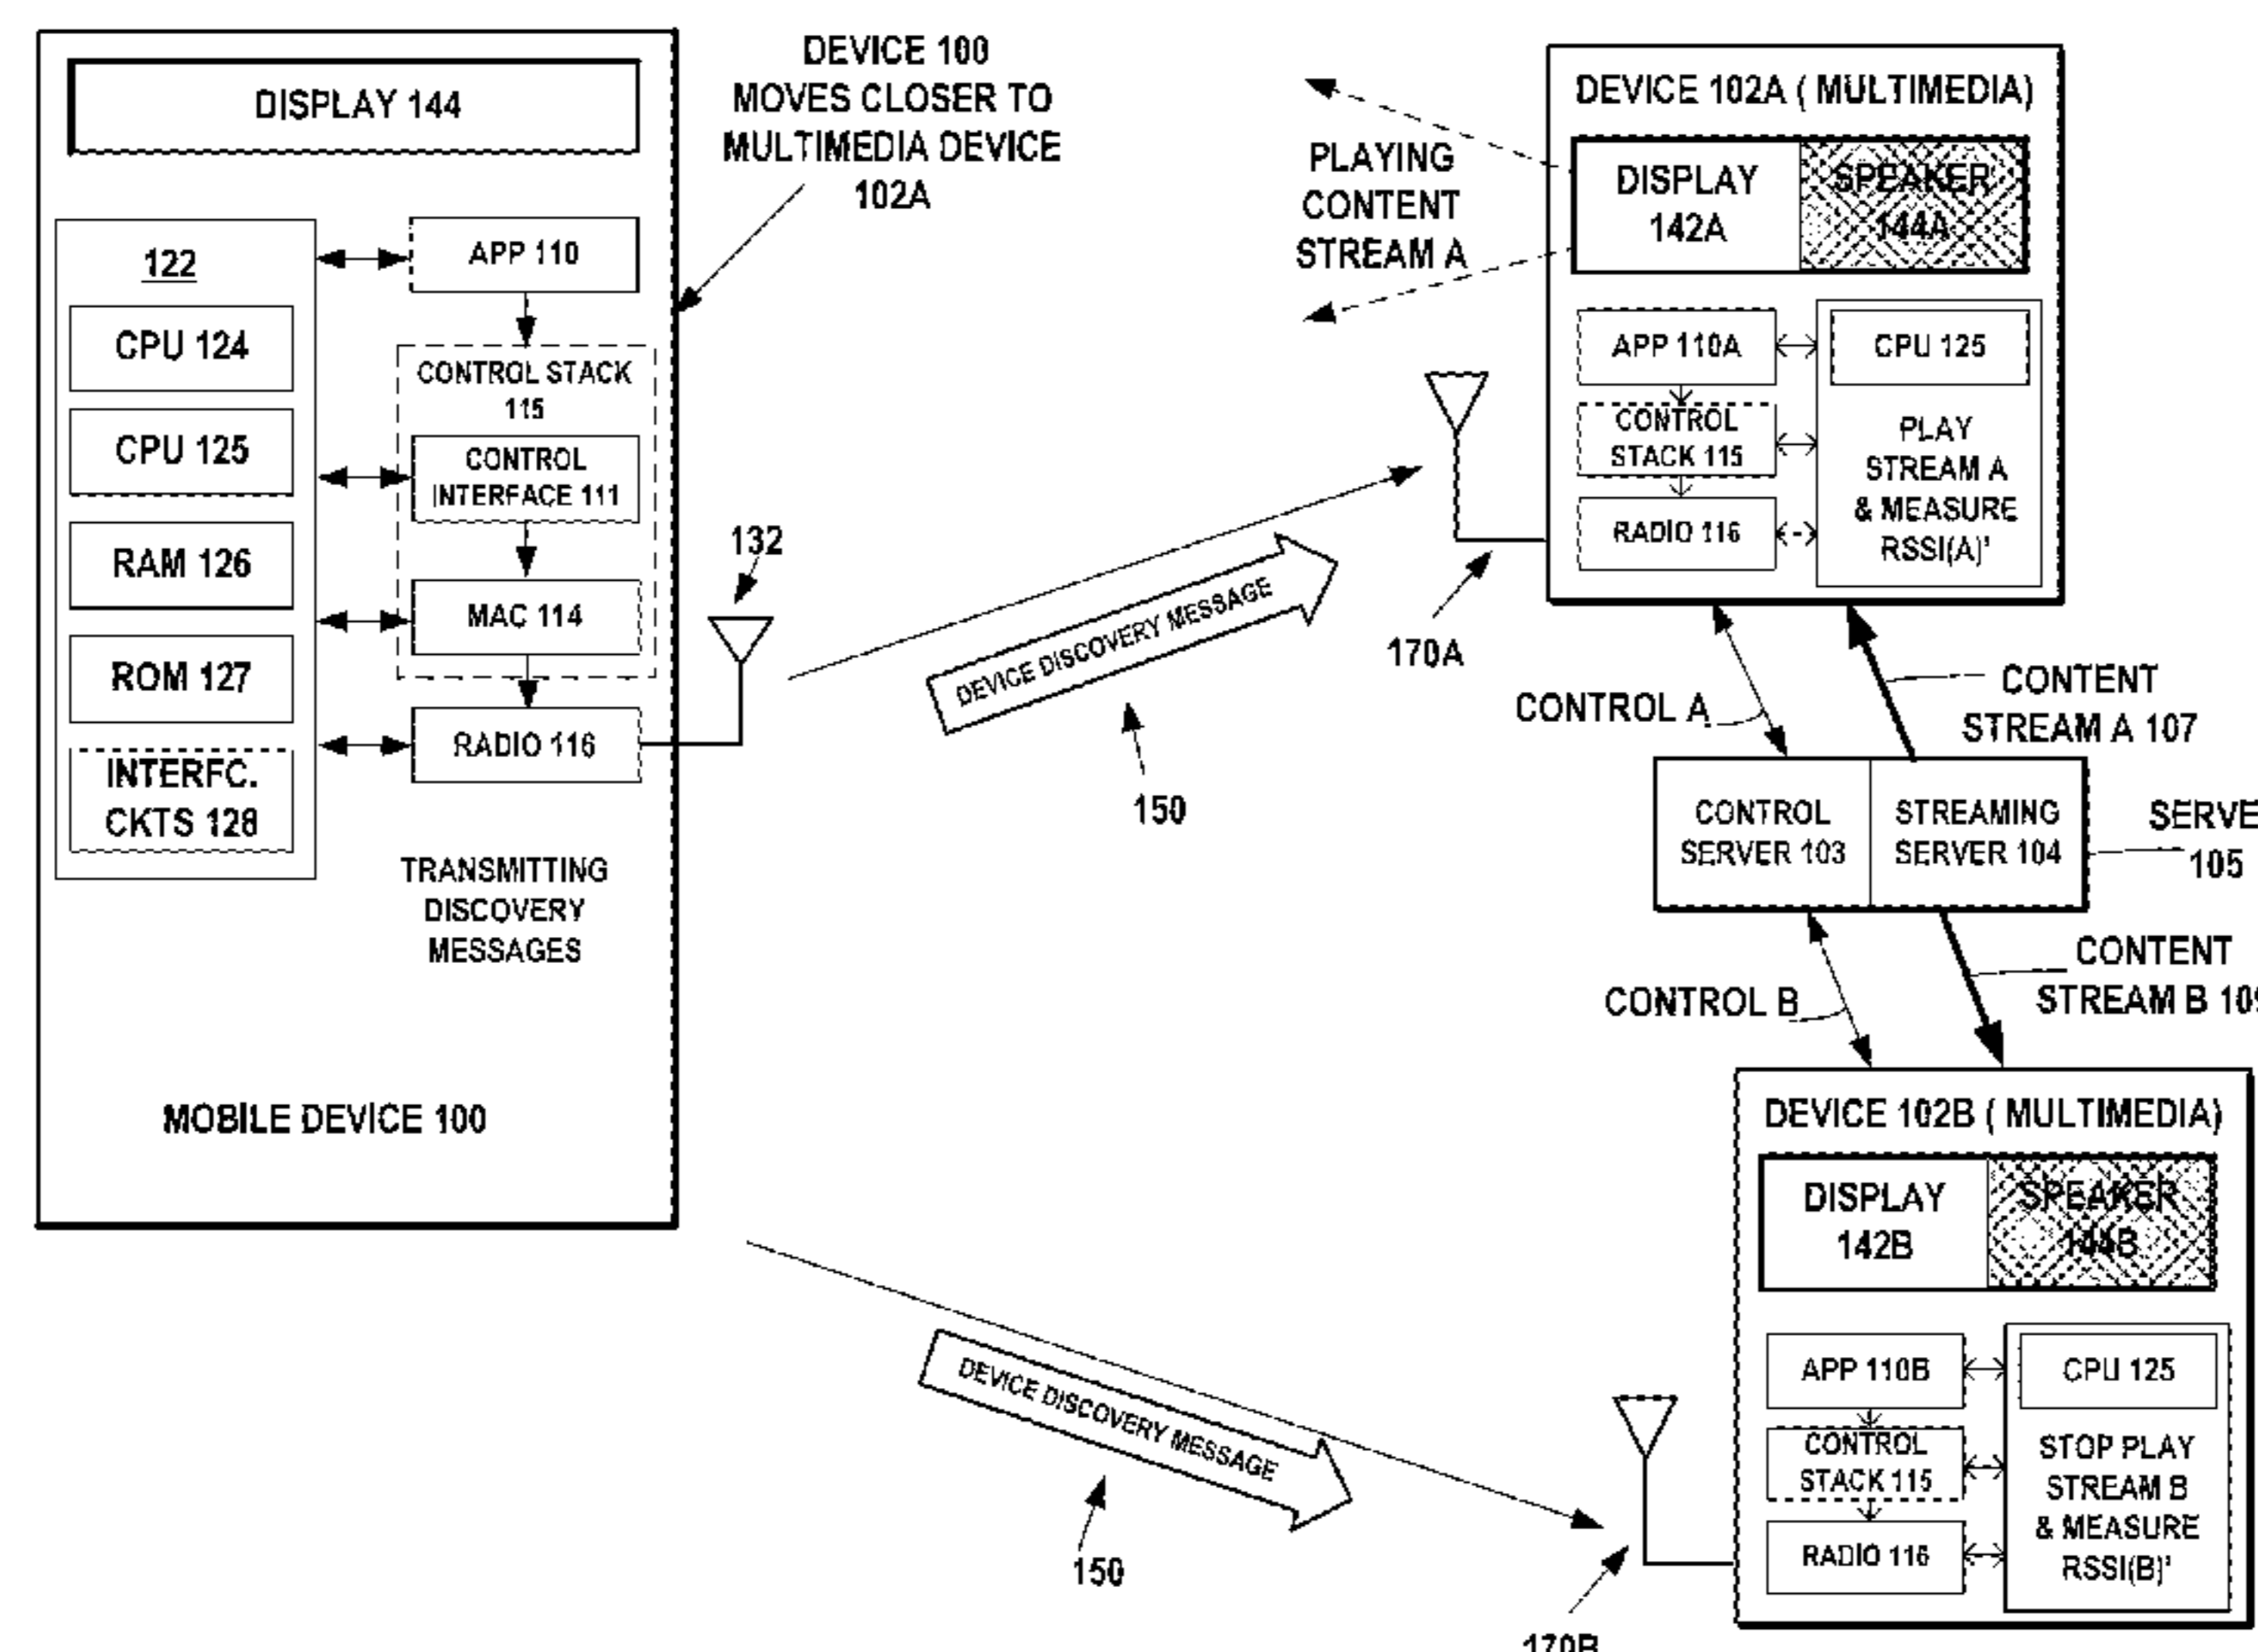 DISPLAY 144
122
CPU 124
CPU 125
RAM 126
ROM 127
INTERFC.
CKTS 128
APP 110
CONTROL STACK
115
CONTROL
INTERFACE 111
MAC 114
RADIO 116
TRANSMITTING
DISCOVERY
MESSAGES
MOBILE DEVICE 100
DEVICE 100
MOVES CLOSER TO
MULTIMEDIA DEVICE
102A
132
DEVICE DISCOVERY MESSAGE
150
DEVICE DISCOVERY MESSAGE
150
PLAYING
CONTENT
STREAM A
170A
DEVICE 102A ( MULTIMEDIA)
DISPLAY
142A
SPEAKER
144A
APP 110A
CONTROL
STACK 115
RADIO 116
CPU 125
PLAY
STREAM A
& MEASURE
RSSI(A)'
CONTROL A
CONTENT
STREAM A 107
CONTROL
SERVER 103
STREAMING
SERVER 104
SERVE
105
CONTROL B
CONTENT
STREAM B 109
DEVICE 102B ( MULTIMEDIA)
DISPLAY
142B
SPEAKER
144B
APP 110B
CONTROL
STACK 115
RADIO 116
CPU 125
STOP PLAY
STREAM B
& MEASURE
RSSI(B)'
170B